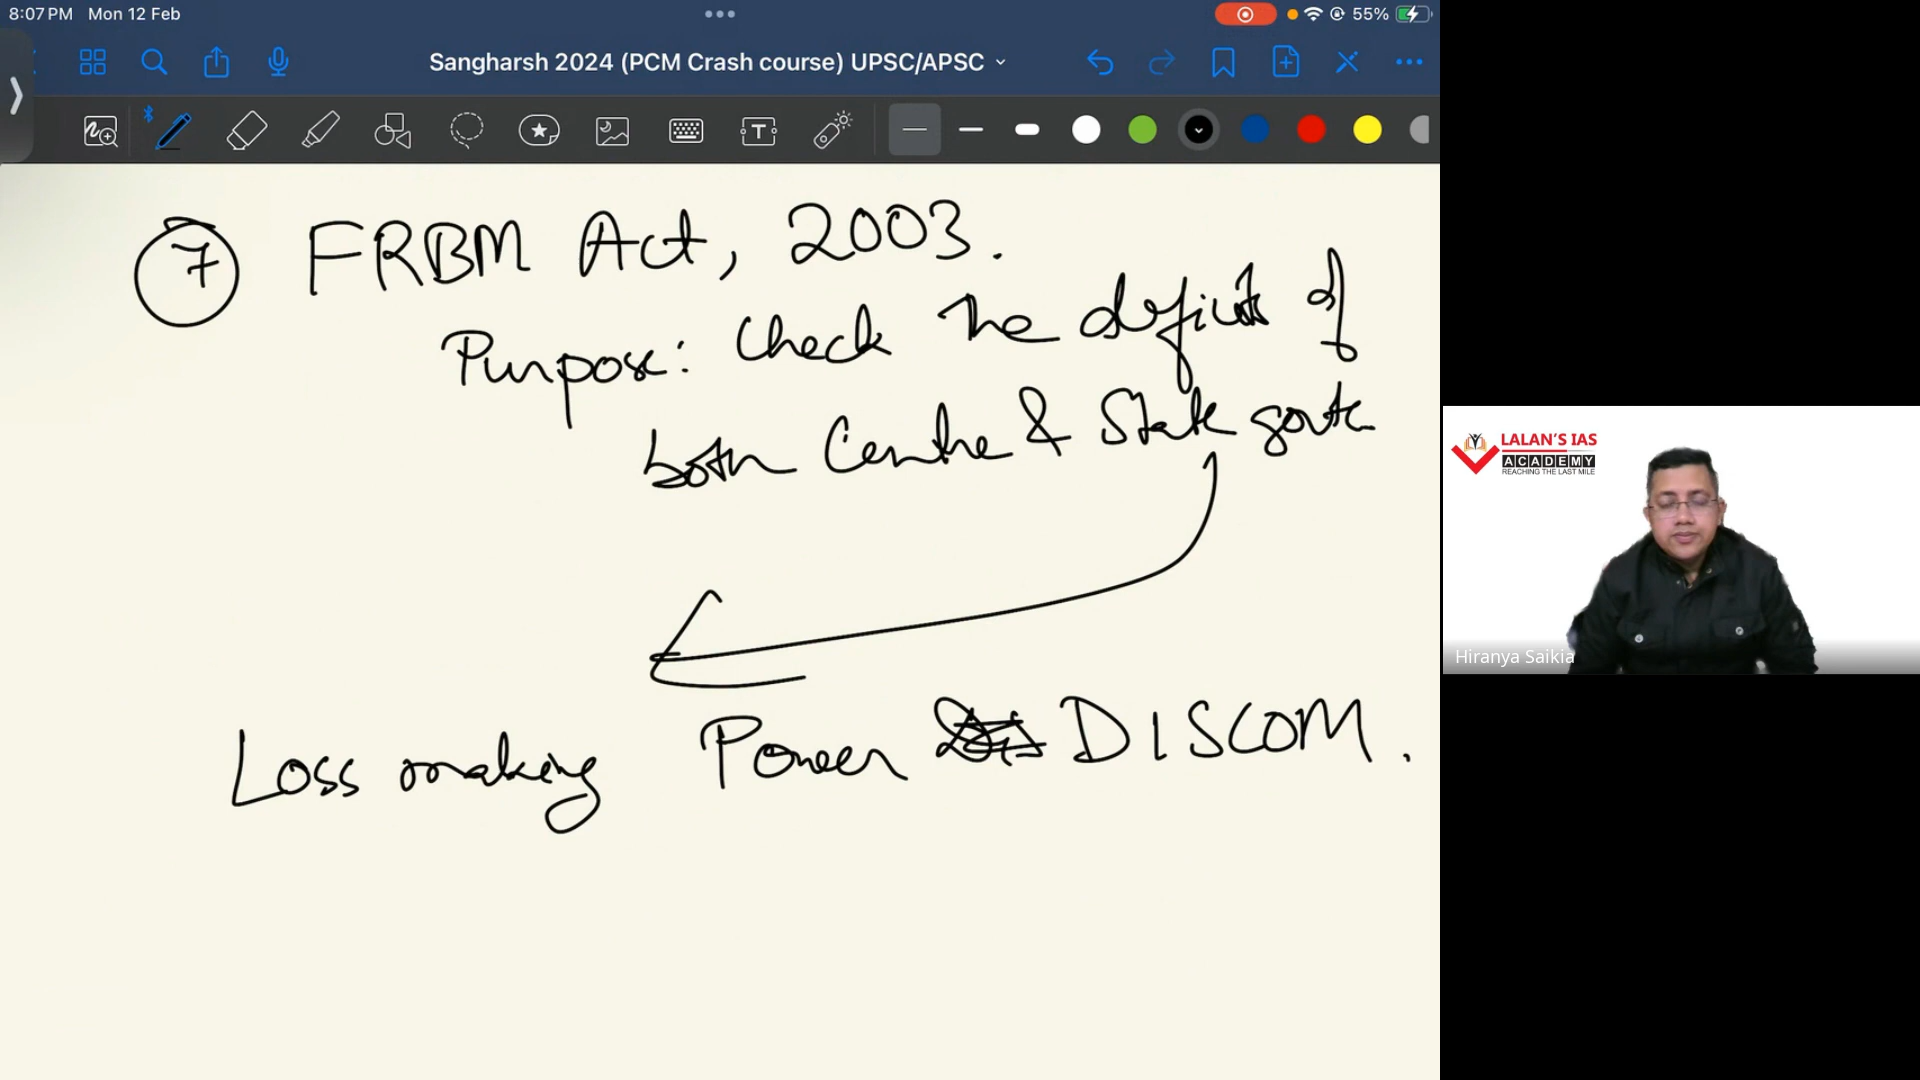 8:07 PM Mon 12 Feb
55%
Sangharsh 2024 (PCM Crash course) UPSC/APSC
7 FRBM Act, 2003.
Purpose: Check the deficits of
both Centre & State govts
Loss making Power DISCOM.
LALAN'S IAS
ACADEMY
REACHING THE LAST MILE
Hiranya Saikia